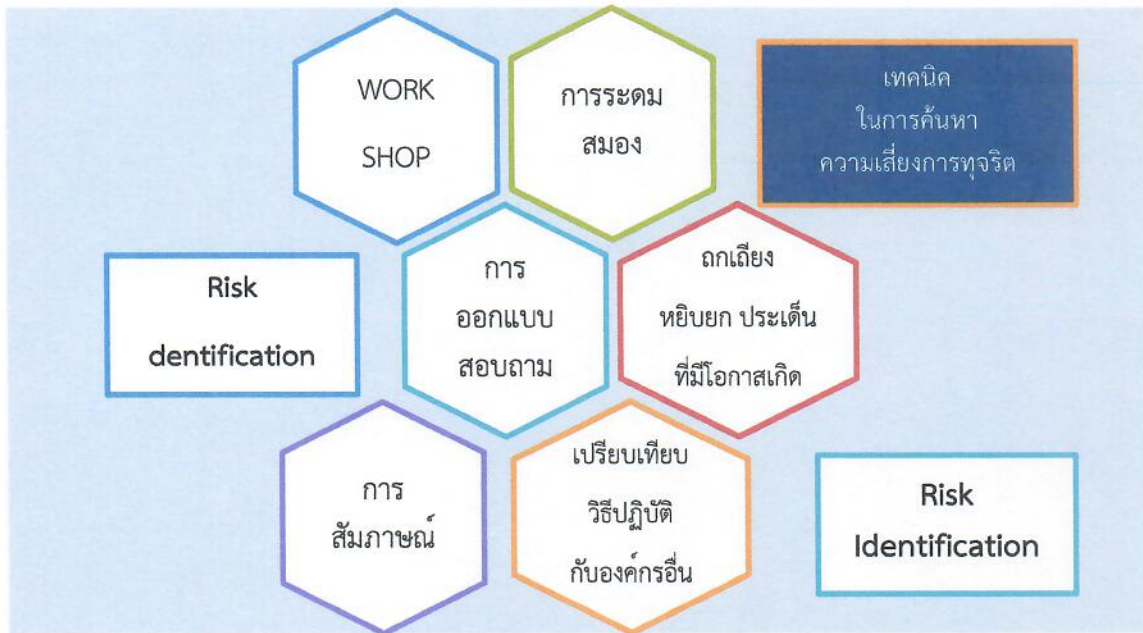 WORK
SHOP
การระดม
สมอง
เทคนิค
ในการค้นหา
ความเสี่ยงการทุจริต
Risk
dentification
การ
ออกแบบ
สอบถาม
ถกเถียง
หยิบยก ประเด็น
ที่มีโอกาสเกิด
การ
สัมภาษณ์
เปรียบเทียบ
วิธีปฏิบัติ
กับองค์กรอื่น
Risk
Identification